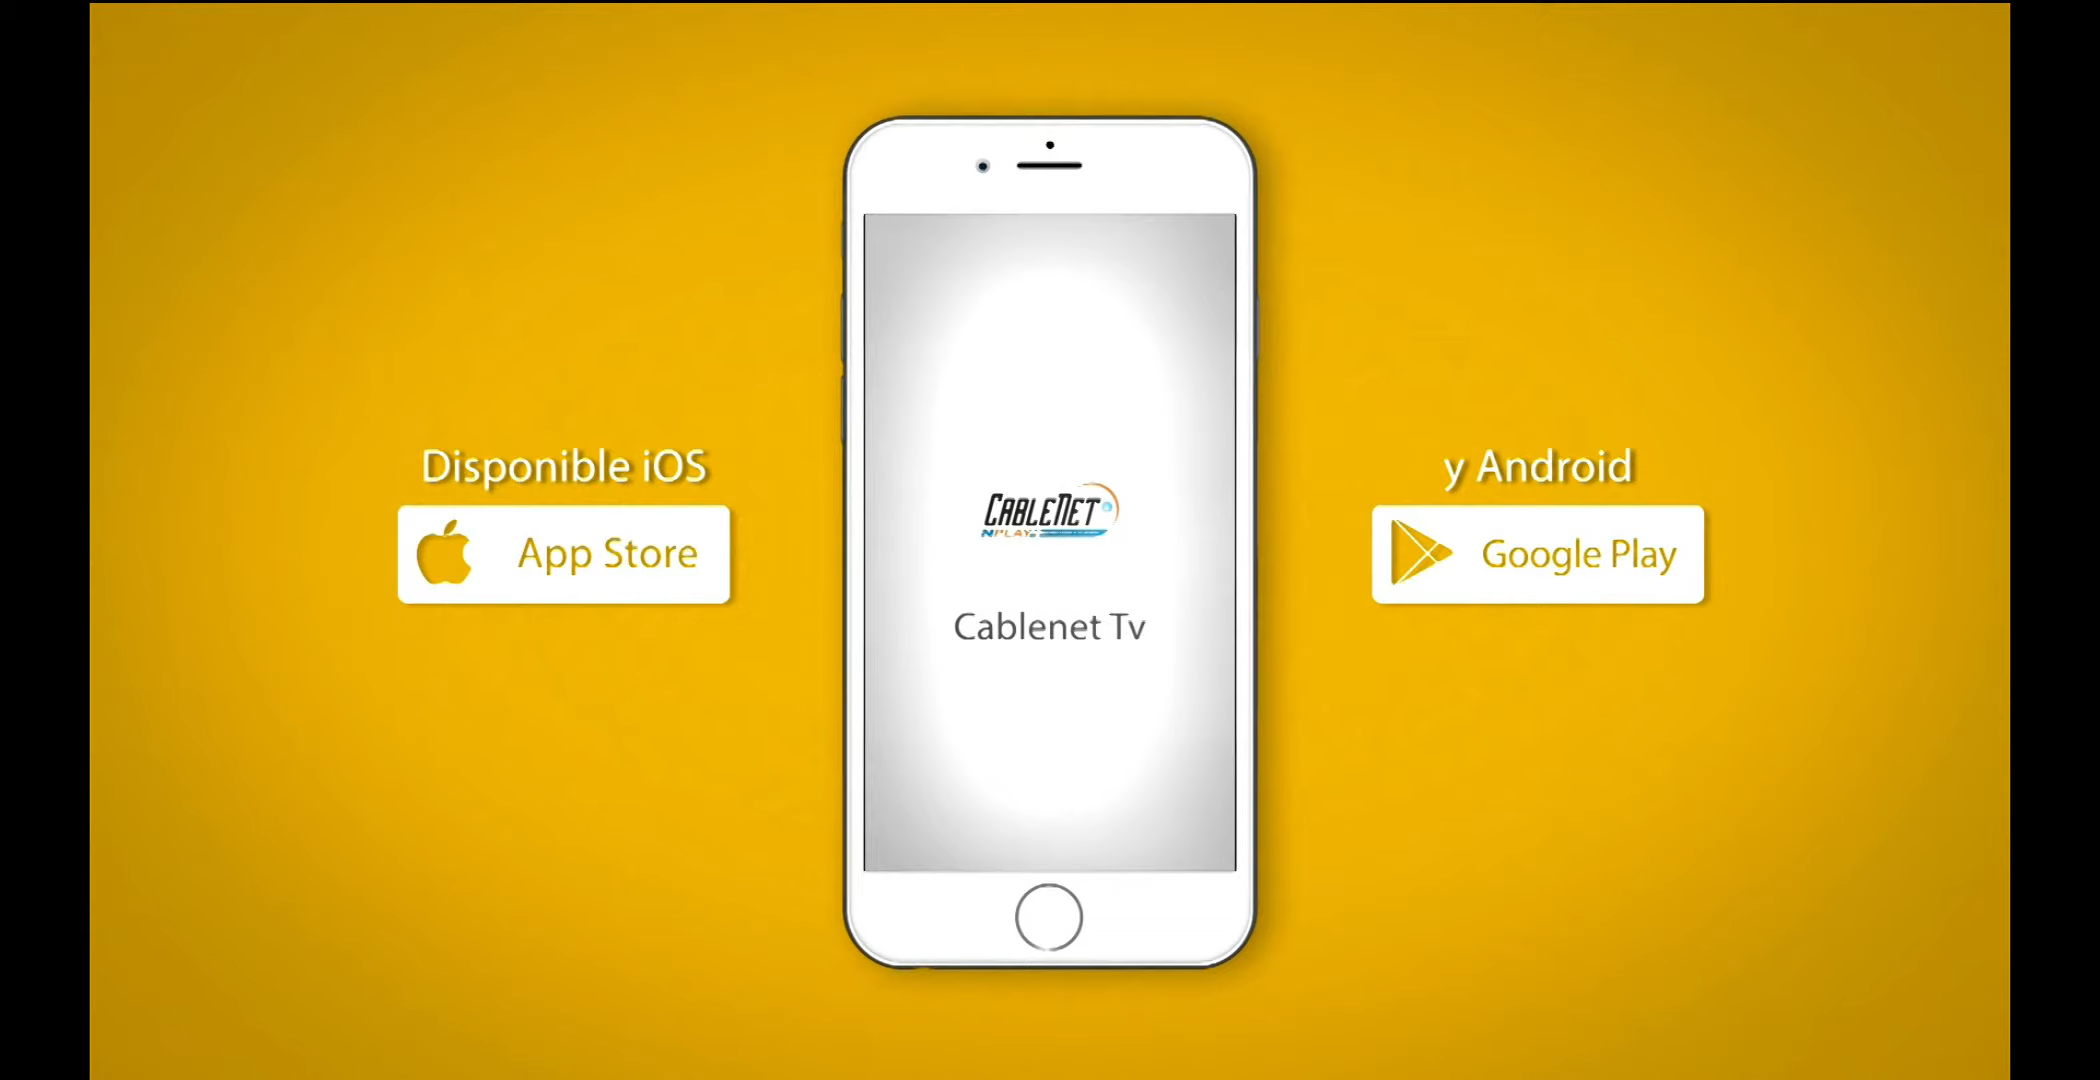 Disponible iOS
App Store
CABLENET
NPLAY
Cablenet Tv
y Android
Google Play